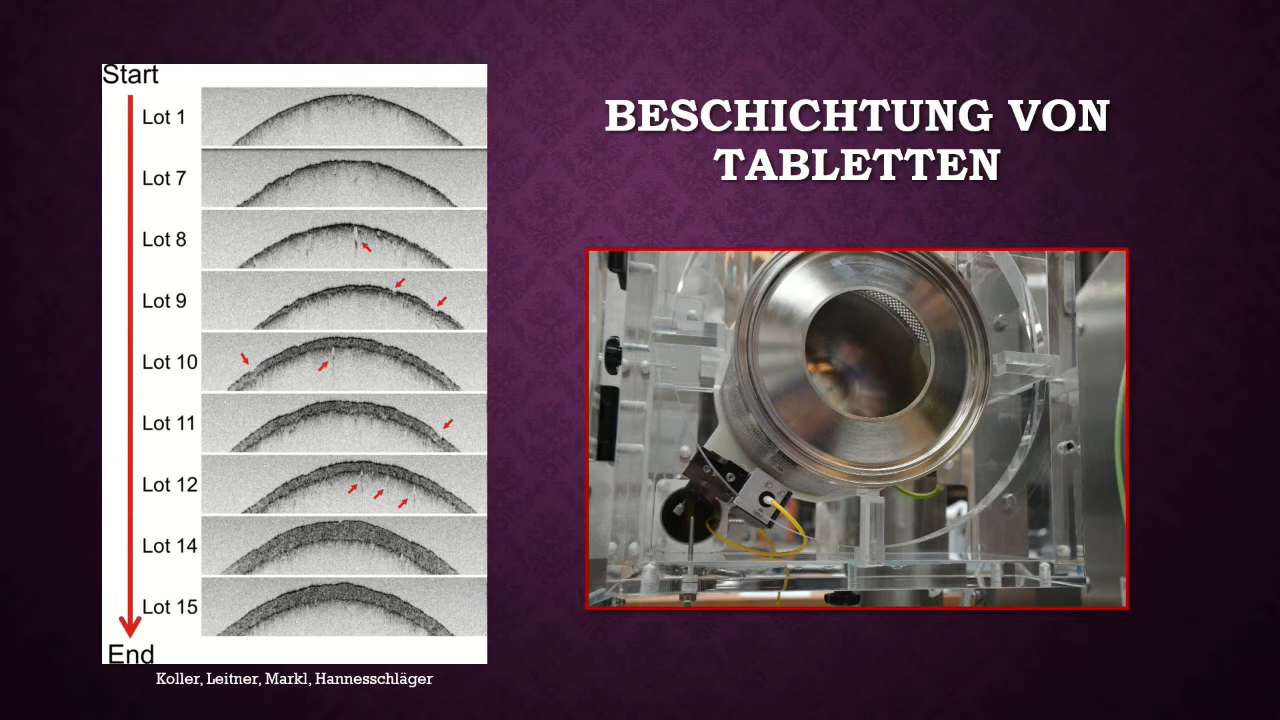 Start
Lot 1
Lot 7
Lot 8
Lot 9
Lot 10
Lot 11
Lot 12
Lot 14
Lot 15
End
Koller, Leitner, Markl, Hannesschläger
BESCHICHTUNG VON
TABLETTEN